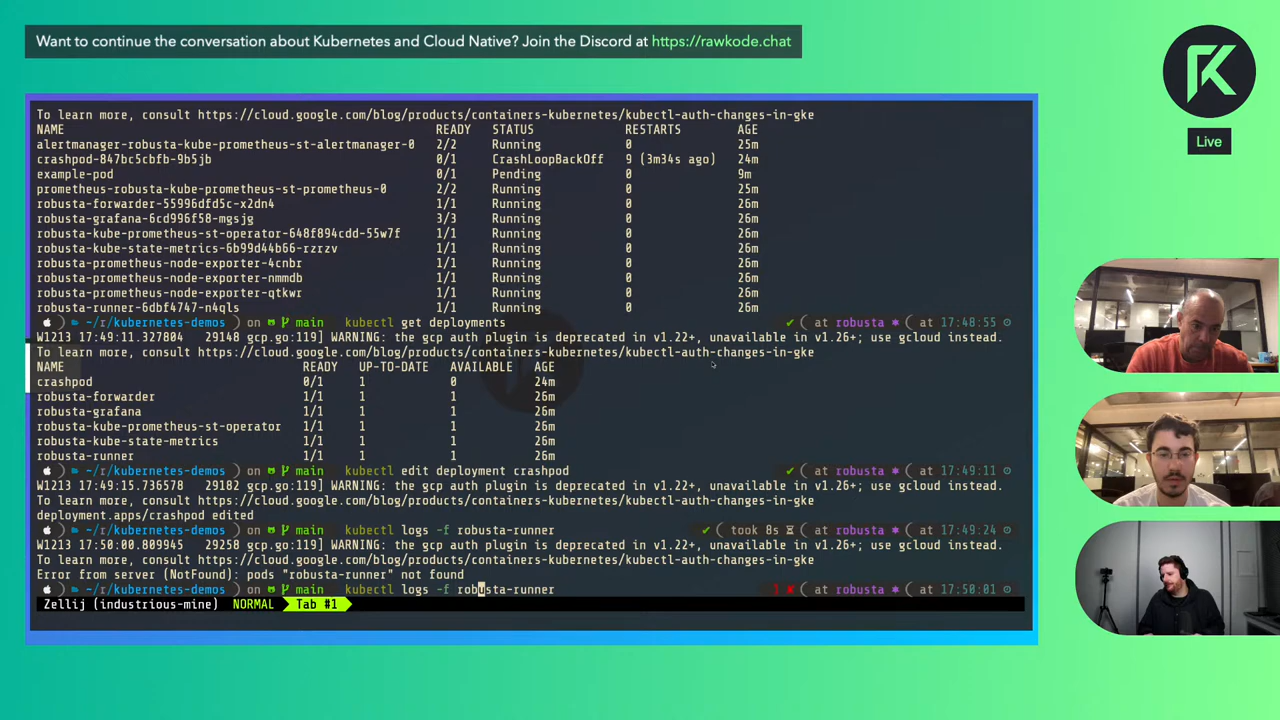 Want to continue the conversation about Kubernetes and Cloud Native? Join the Discord at https://rawkode.chat
Live
To learn more, consult https://cloud.google.com/blog/products/containers-kubernetes/kubectl-auth-changes-in-gke
NAME READY STATUS RESTARTS AGE
alertmanager-robusta-kube-prometheus-st-alertmanager-0 2/2 Running 0 25m
crashpod-847bc5cbfb-9b5jb 0/1 CrashLoopBackOff 9 (3m34s ago) 24m
example-pod 0/1 Pending 0 9m
prometheus-robusta-kube-prometheus-st-prometheus-0 2/2 Running 0 25m
robusta-forwarder-55996dfd5c-x2dn4 1/1 Running 0 26m
robusta-grafana-6cd996f58-mgsjg 3/3 Running 0 26m
robusta-kube-prometheus-st-operator-648f894cdd-55w7f 1/1 Running 0 26m
robusta-kube-state-metrics-6b99d44b66-rzrzv 1/1 Running 0 26m
robusta-prometheus-node-exporter-4cnbr 1/1 Running 0 26m
robusta-prometheus-node-exporter-nmmdb 1/1 Running 0 26m
robusta-prometheus-node-exporter-qtkwr 1/1 Running 0 26m
robusta-runner-6dbf4747-n4qls 1/1 Running 0 26m
~/r/kubernetes-demos on main kubectl get deployments ✔ at robusta 17:48:55
W1213 17:49:11.327804 29148 gcp.go:119] WARNING: the gcp auth plugin is deprecated in v1.22+, unavailable in v1.26+; use gcloud instead.
To learn more, consult https://cloud.google.com/blog/products/containers-kubernetes/kubectl-auth-changes-in-gke
NAME READY UP-TO-DATE AVAILABLE AGE
crashpod 0/1 1 0 24m
robusta-forwarder 1/1 1 1 26m
robusta-grafana 1/1 1 1 26m
robusta-kube-prometheus-st-operator 1/1 1 1 26m
robusta-kube-state-metrics 1/1 1 1 26m
robusta-runner 1/1 1 1 26m
~/r/kubernetes-demos on main kubectl edit deployment crashpod ✔ at robusta 17:49:11
W1213 17:49:15.736578 29182 gcp.go:119] WARNING: the gcp auth plugin is deprecated in v1.22+, unavailable in v1.26+; use gcloud instead.
To learn more, consult https://cloud.google.com/blog/products/containers-kubernetes/kubectl-auth-changes-in-gke
deployment.apps/crashpod edited
~/r/kubernetes-demos on main kubectl logs -f robusta-runner ✔ took 8s at robusta 17:49:24
W1213 17:50:00.809945 29258 gcp.go:119] WARNING: the gcp auth plugin is deprecated in v1.22+, unavailable in v1.26+; use gcloud instead.
To learn more, consult https://cloud.google.com/blog/products/containers-kubernetes/kubectl-auth-changes-in-gke
Error from server (NotFound): pods "robusta-runner" not found
~/r/kubernetes-demos on main kubectl logs -f robusta-runner 1 ✘ at robusta 17:50:01
Zellij (industrious-mine) NORMAL Tab #1